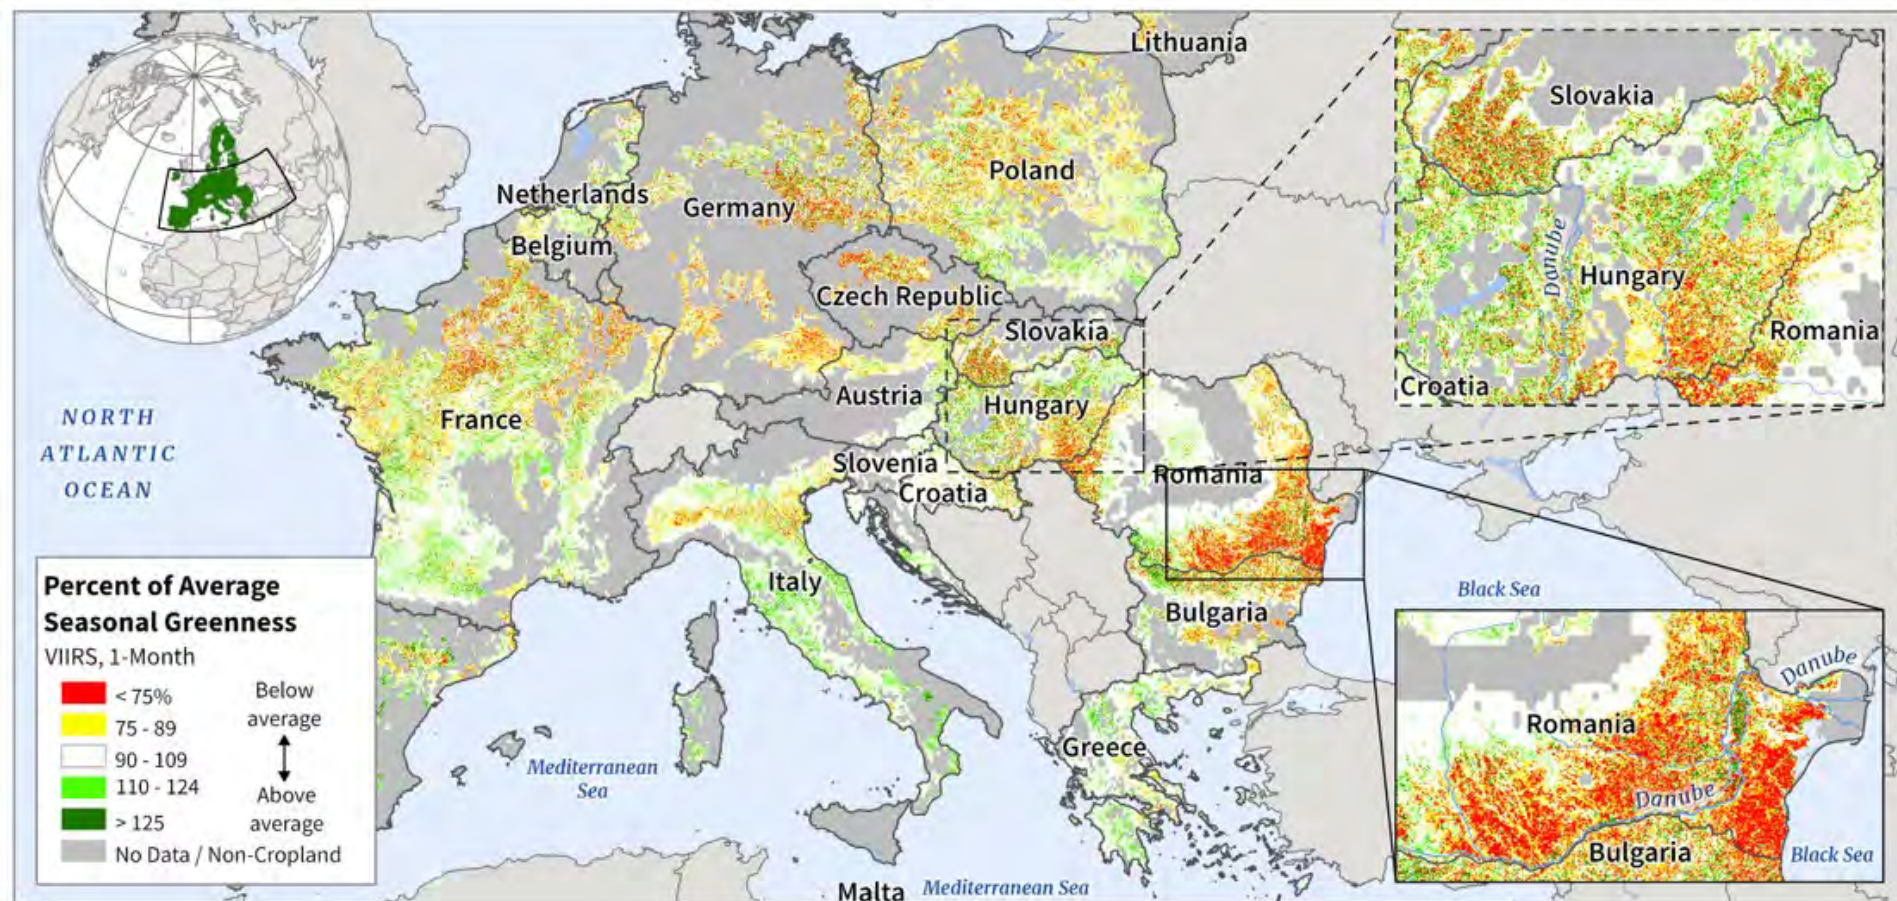 Lithuania
Poland
Netherlands
Germany
Belgium
Czech Republic
Slovakia
Austria
Hungary
France
Slovenia
Croatia
Romania
Italy
Bulgaria
Greece
Malta
NORTH
ATLANTIC
OCEAN
Mediterranean
Sea
Mediterranean Sea
Black Sea
Percent of Average
Seasonal Greenness
VIIRS, 1-Month
< 75%
75 - 89
90 - 109
110 - 124
> 125
No Data / Non-Cropland
Below
average
Above
average
Slovakia
Danube
Hungary
Romania
Croatia
Danube
Romania
Danube
Bulgaria
Black Sea